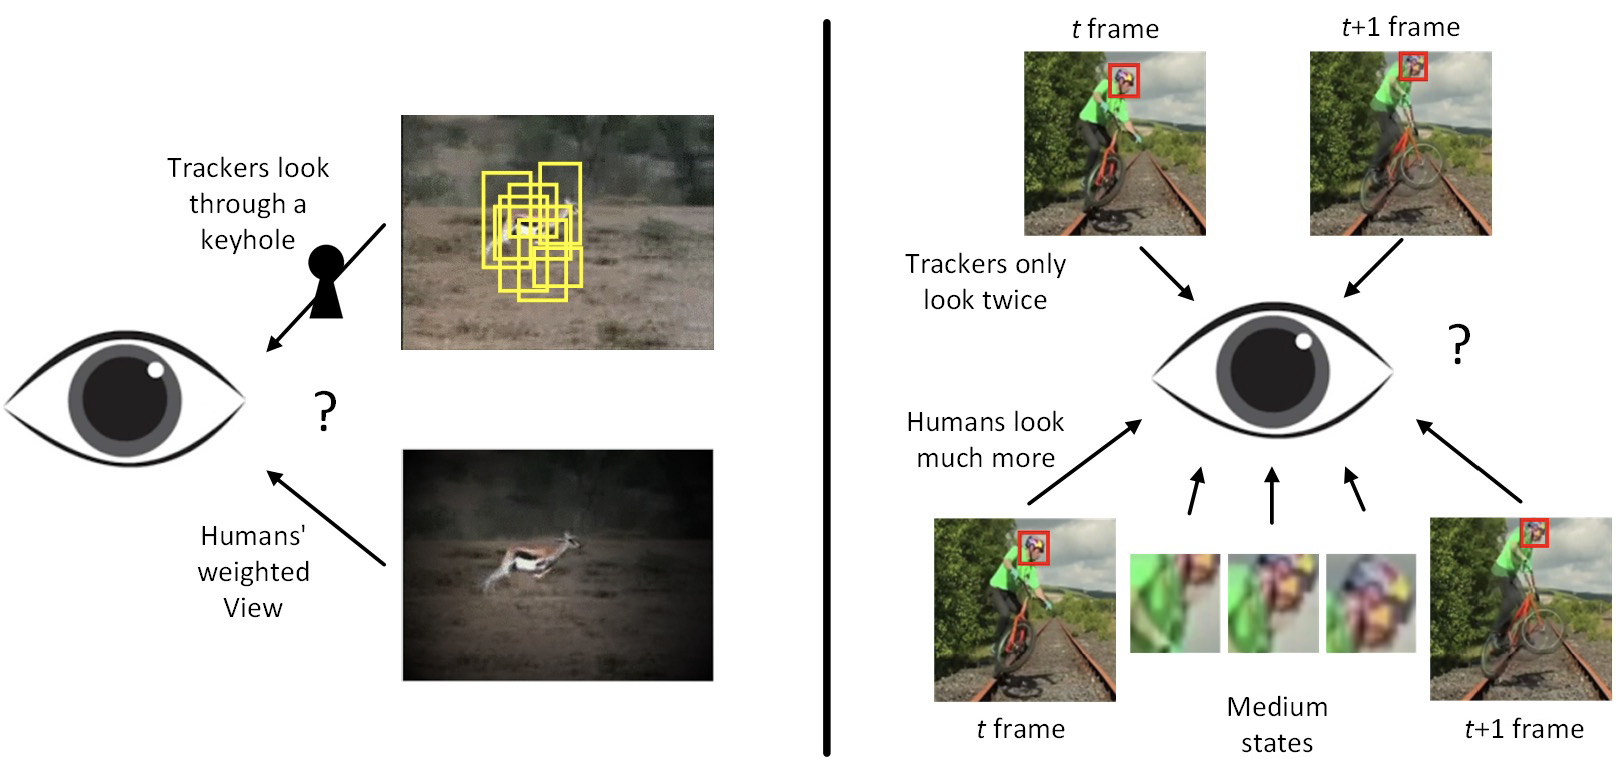 Trackers look
through a
keyhole
?
Humans'
weighted
View
t frame
t+1 frame
Trackers only
look twice
?
Humans look
much more
t frame
Medium
states
t+1 frame